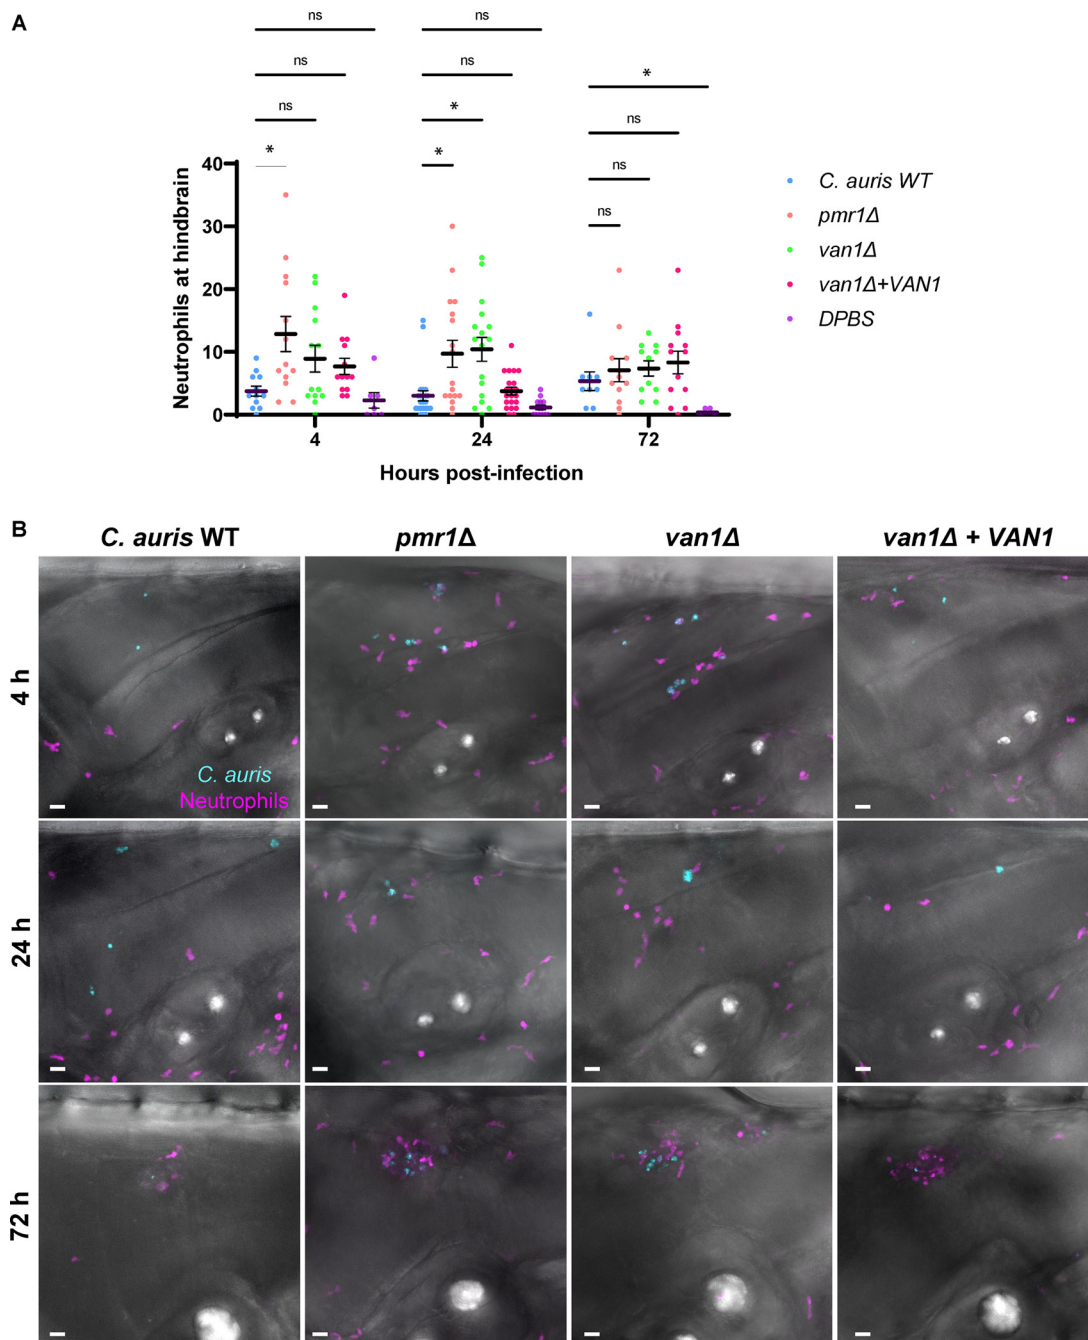 A
ns
ns
ns
ns
ns
*
ns
*
ns
*
*
ns
ns
40
30
20
10
0
Neutrophils at hindbrain
4
24
72
Hours post-infection
C. auris WT
pmr1Δ
van1Δ
van1Δ+VAN1
DPBS
B
C. auris WT
pmr1Δ
van1Δ
van1Δ + VAN1
4 h
C. auris
Neutrophils
24 h
72 h